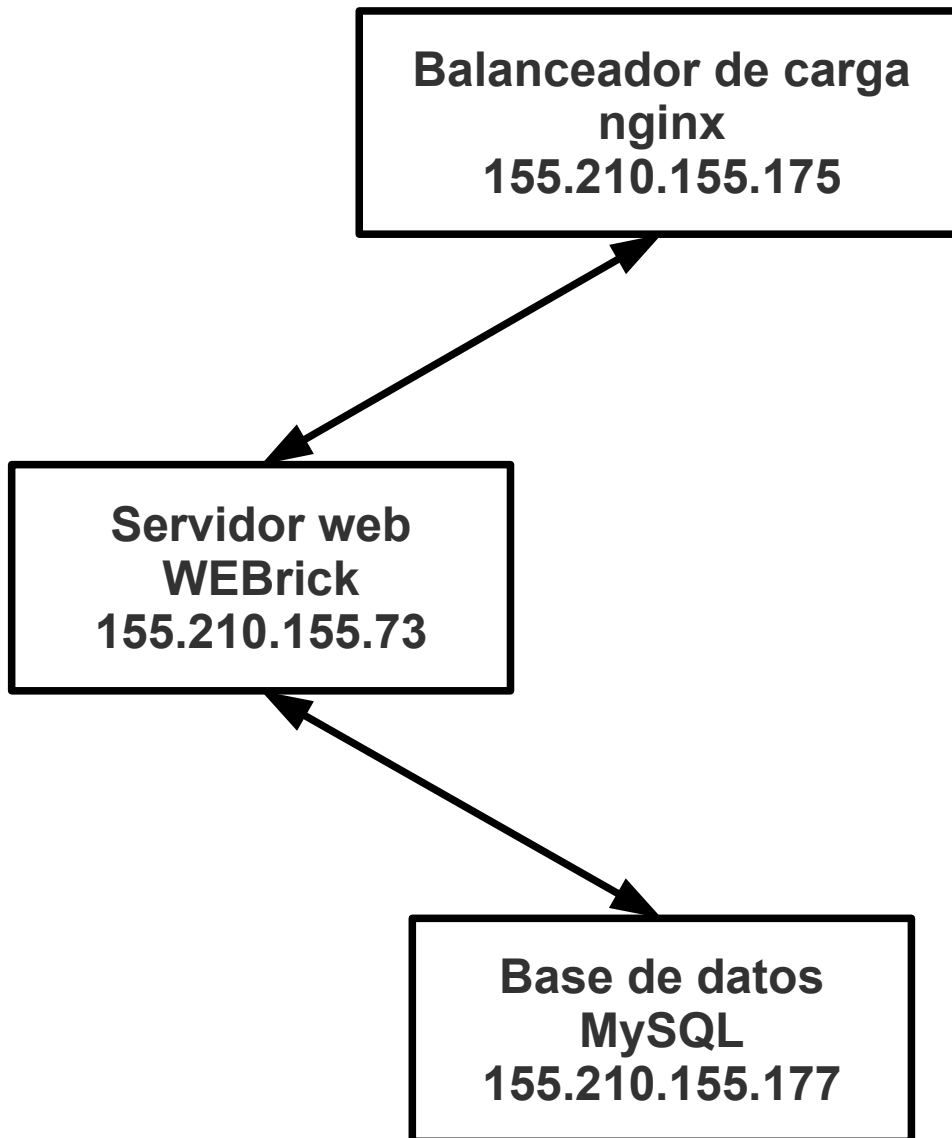 Balanceador de carga
nginx
155.210.155.175
Servidor web
WEBrick
155.210.155.73
Base de datos
MySQL
155.210.155.177